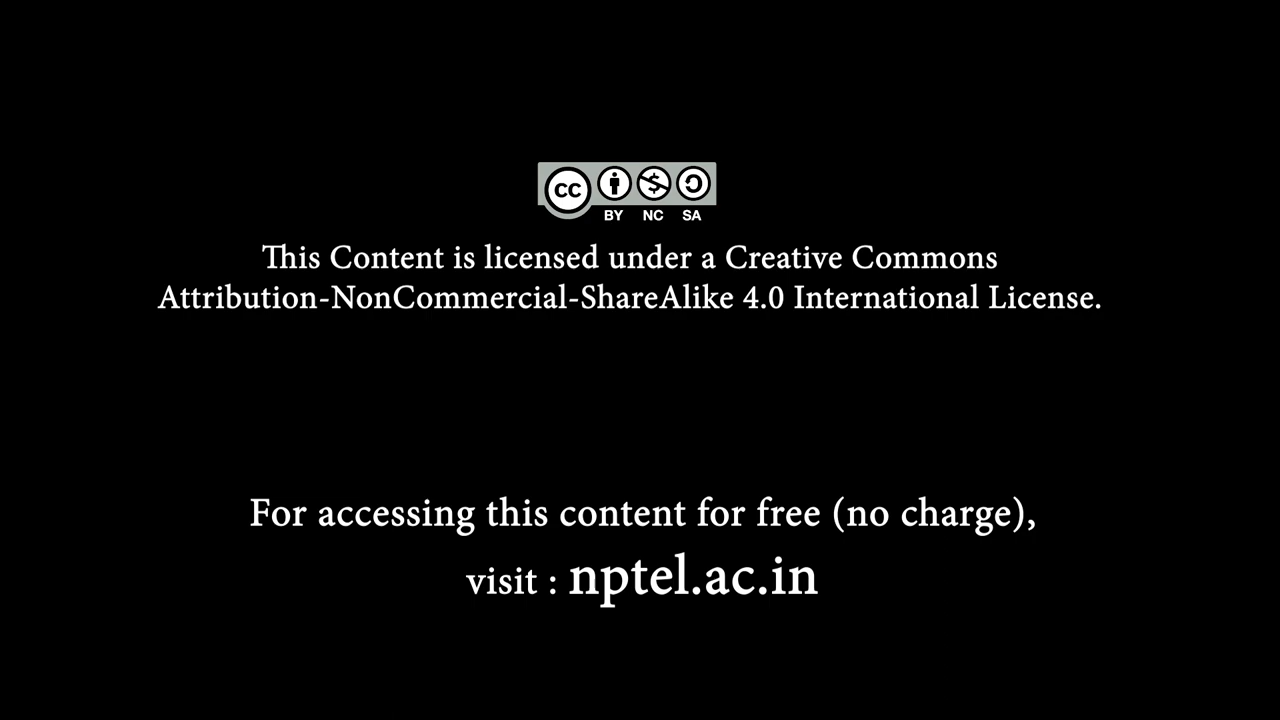 cc
BY NC SA
This Content is licensed under a Creative Commons
Attribution-NonCommercial-ShareAlike 4.0 International License.
For accessing this content for free (no charge),
visit : nptel.ac.in